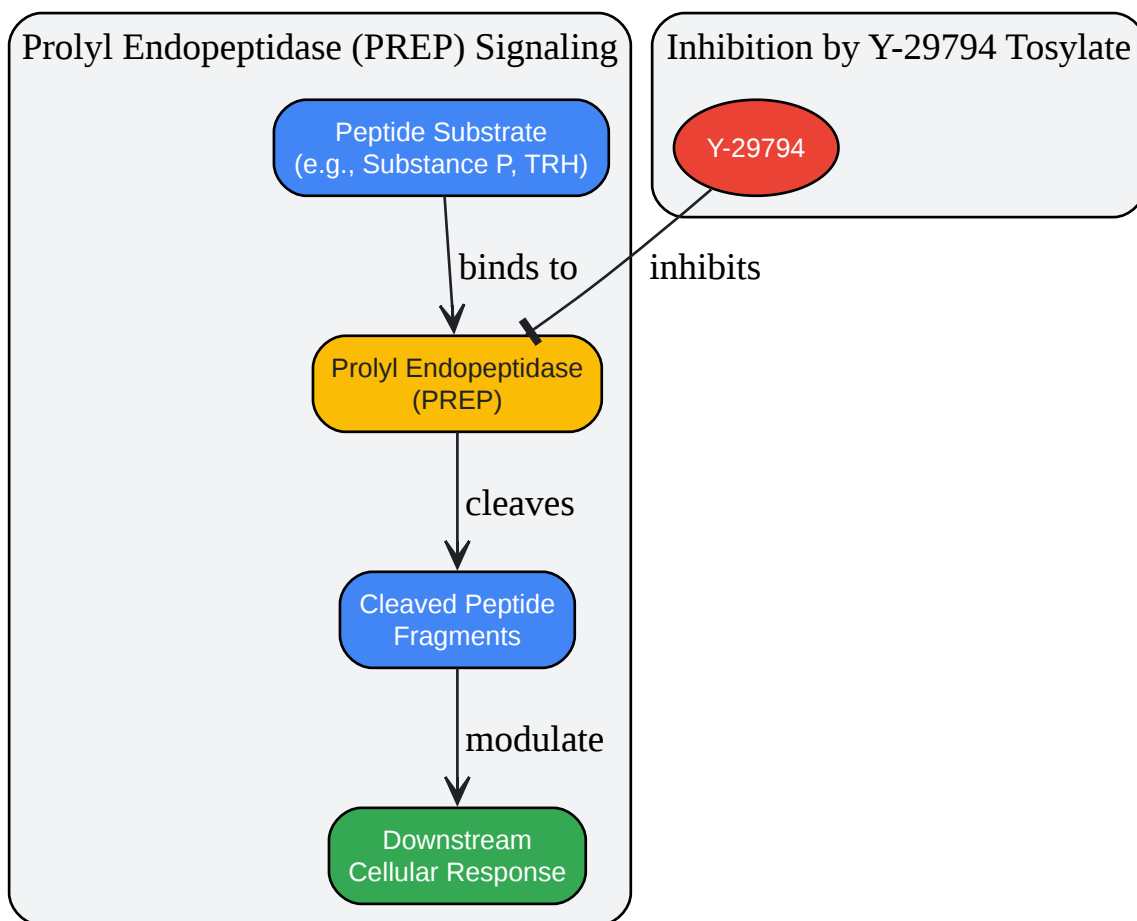 Prolyl Endopeptidase (PREP) Signaling
Inhibition by Y-29794 Tosylate
Peptide Substrate
(e.g., Substance P, TRH)
Y-29794
binds to
inhibits
Prolyl Endopeptidase
(PREP)
cleaves
Cleaved Peptide
Fragments
modulate
Downstream
Cellular Response